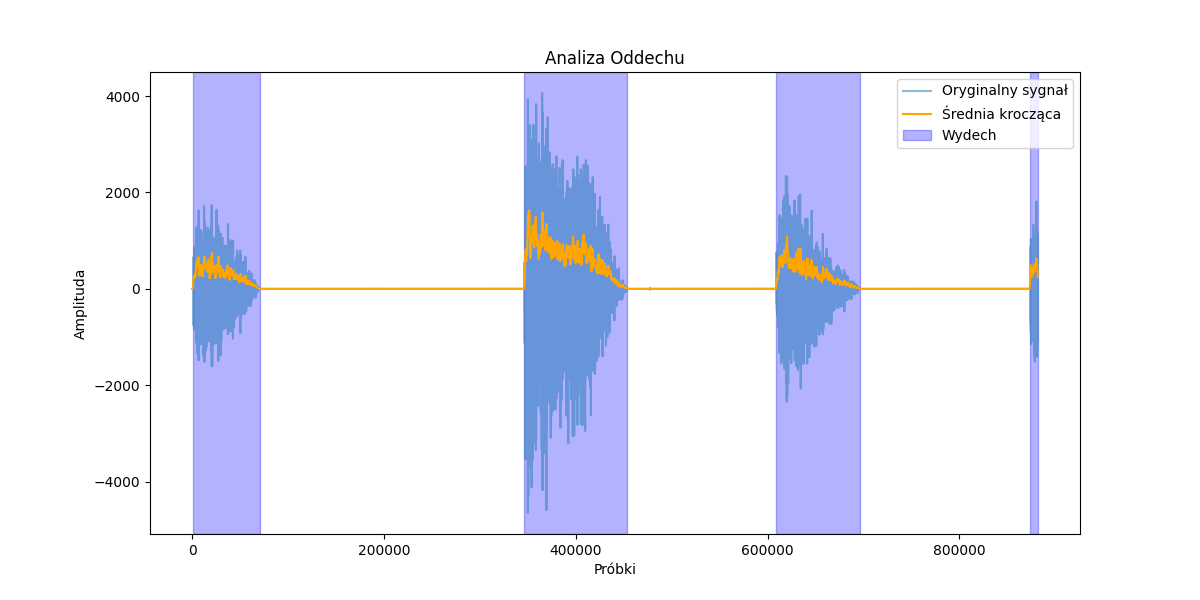 Analiza Oddechu
Oryginalny sygnał
Średnia krocząca
Wydech
Amplituda
4000
2000
0
−2000
−4000
0
200000
400000
600000
800000
Próbki